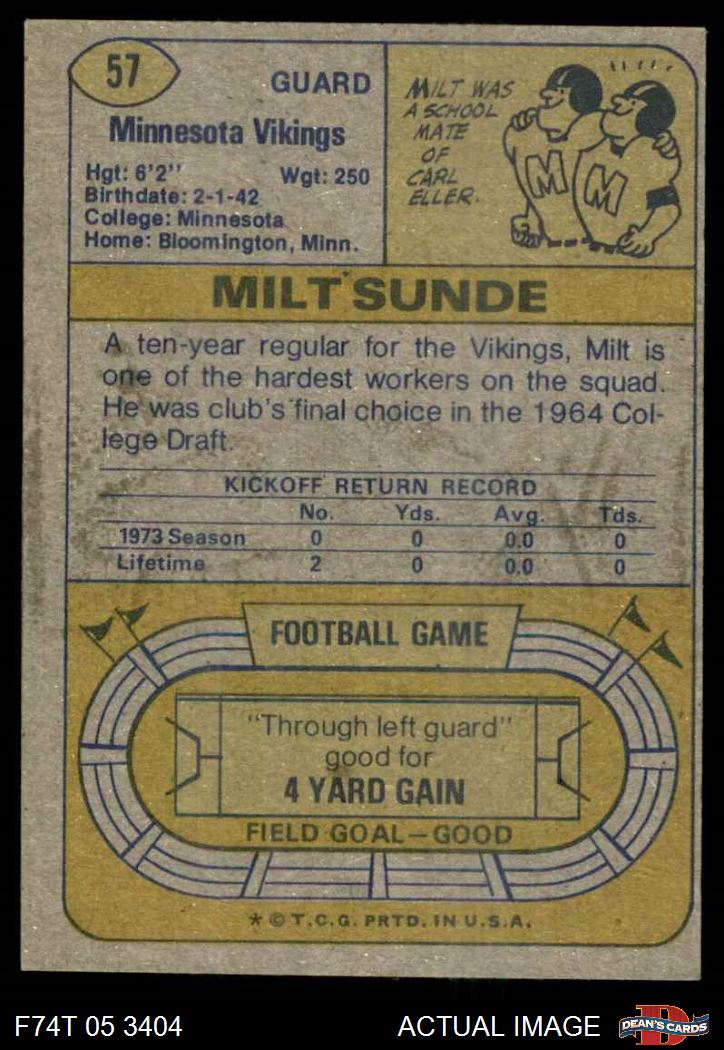 57
GUARD
Minnesota Vikings
Hgt: 6'2" Wgt: 250
Birthdate: 2-1-42
College: Minnesota
Home: Bloomington, Minn.
MILT WAS
A SCHOOL
MATE
OF
CARL
ELLER.
M M
MILT SUNDE
A ten-year regular for the Vikings, Milt is
one of the hardest workers on the squad.
He was club's final choice in the 1964 Col-
lege Draft.
KICKOFF RETURN RECORD
No. Yds. Avg. Tds.
1973 Season 0 0 0.0 0
Lifetime 2 0 0.0 0
FOOTBALL GAME
"Through left guard"
good for
4 YARD GAIN
FIELD GOAL—GOOD
* © T.C.G. PRTD. IN U.S.A.
F74T 05 3404 ACTUAL IMAGE
D
DEAN'S CARDS